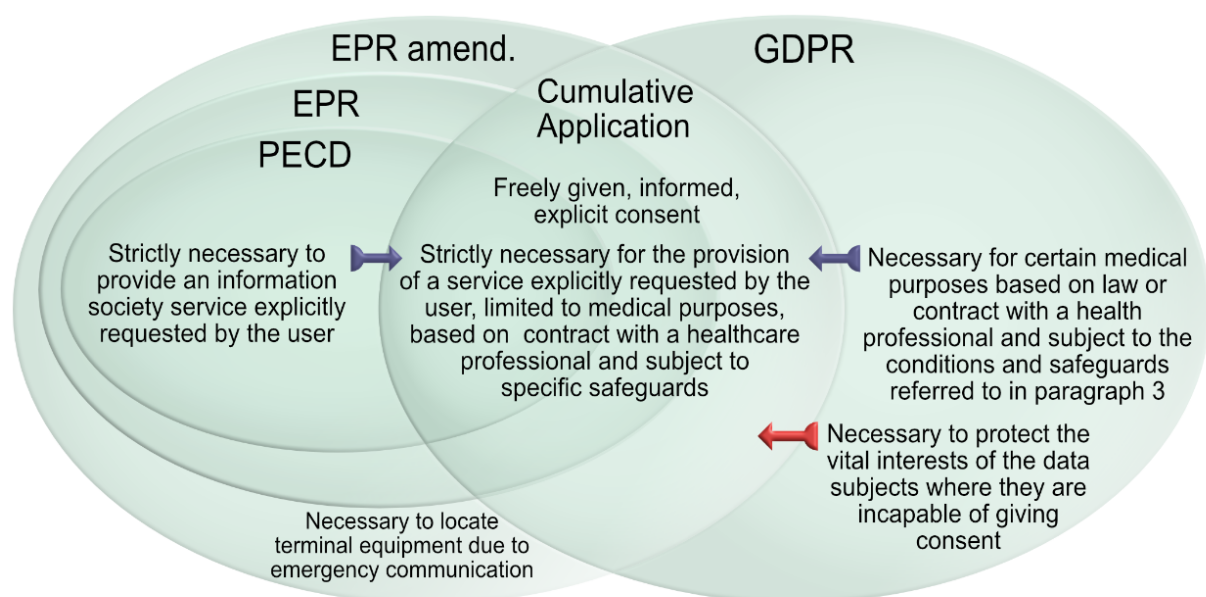 EPR amend.
GDPR
EPR
Cumulative
Application
PECD
Freely given, informed,
explicit consent
Strictly necessary to
provide an information
society service explicitly
requested by the user
Strictly necessary for the provision
of a service explicitly requested by the
user, limited to medical purposes,
based on contract with a healthcare
professional and subject to
specific safeguards
Necessary for certain medical
purposes based on law or
contract with a health
professional and subject to the
conditions and safeguards
referred to in paragraph 3
Necessary to protect the
vital interests of the data
subjects where they are
incapable of giving
consent
Necessary to locate
terminal equipment due to
emergency communication